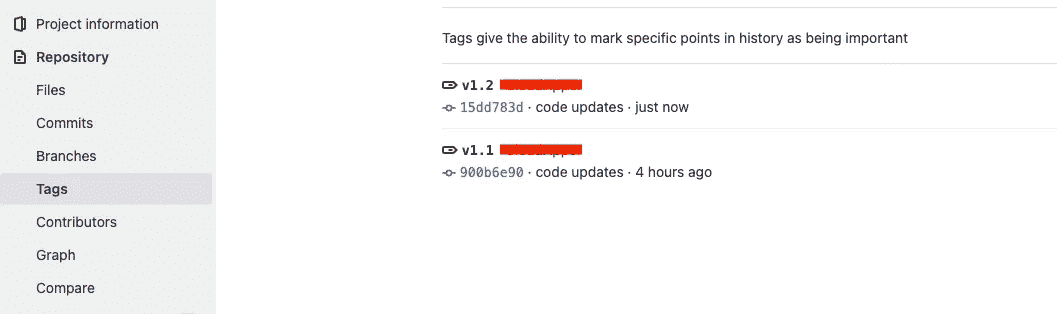 Project information
Repository
Files
Commits
Branches
Tags
Contributors
Graph
Compare
Tags give the ability to mark specific points in history as being important
v1.2
15dd783d · code updates · just now
v1.1
900b6e90 · code updates · 4 hours ago